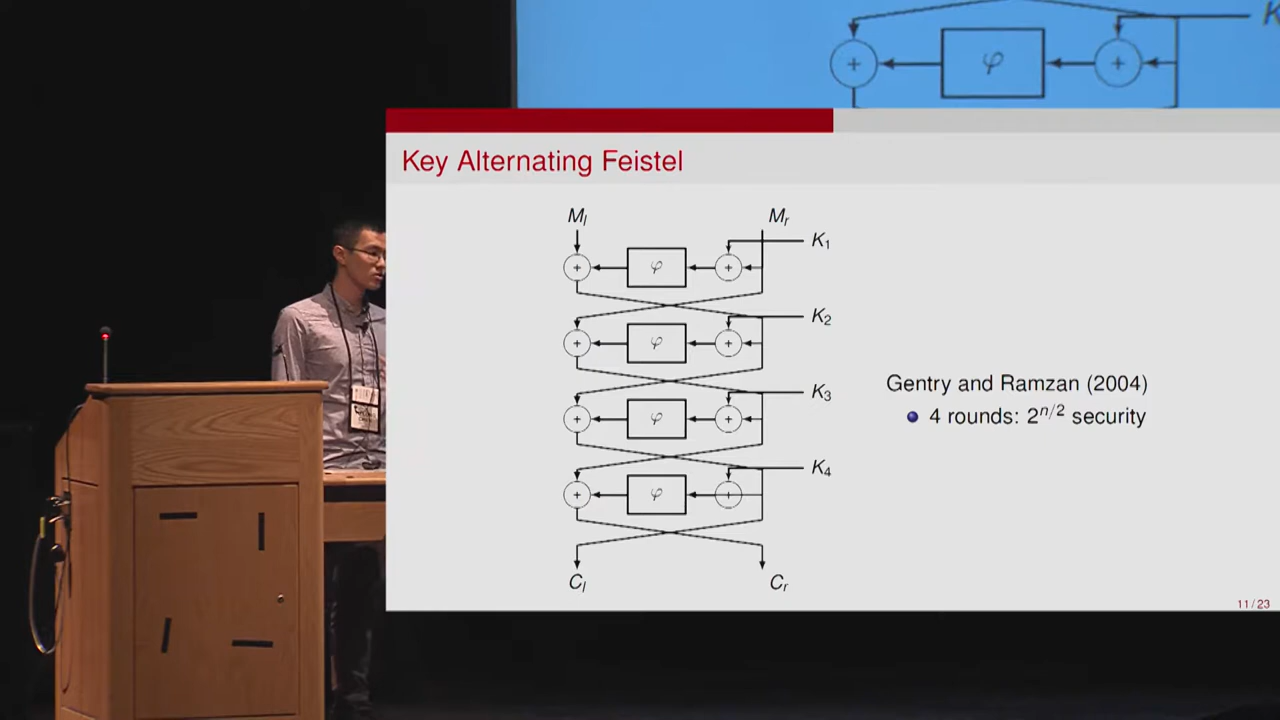 K
+
φ
+
Key Alternating Feistel
M_l
M_r
K_1
+
φ
+
K_2
+
φ
+
K_3
+
φ
+
K_4
+
φ
+
Gentry and Ramzan (2004)
4 rounds: 2^{n/2} security
C_l
C_r
11 / 23